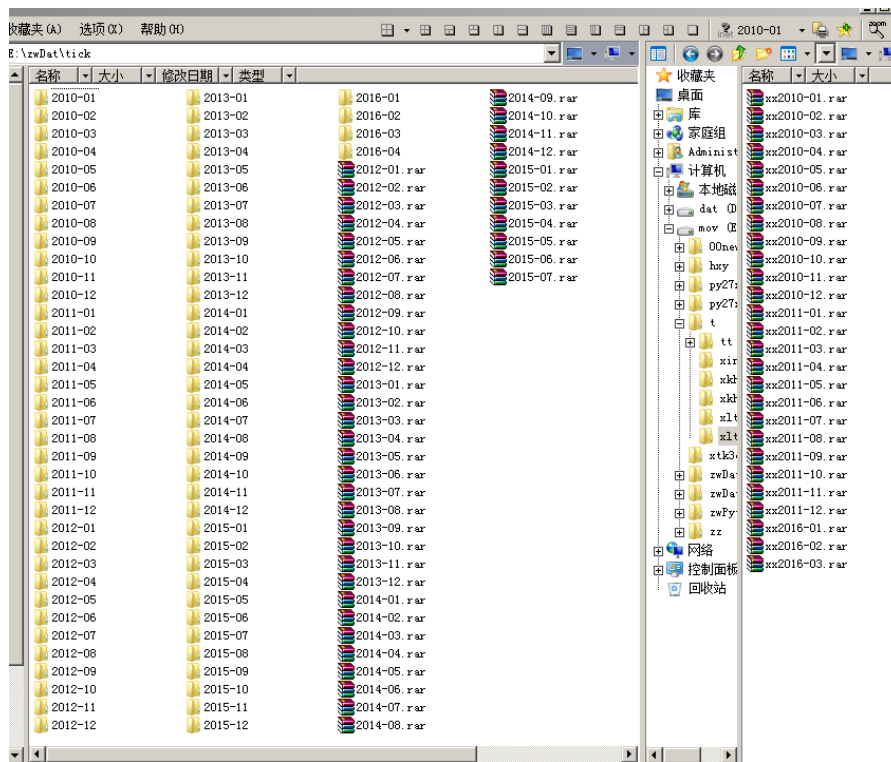 收藏夹(A) 选项(X) 帮助(H)
2010-01
E:\zwDat\tick
名称 大小 修改日期 类型
2010-01
2010-02
2010-03
2010-04
2010-05
2010-06
2010-07
2010-08
2010-09
2010-10
2010-11
2010-12
2011-01
2011-02
2011-03
2011-04
2011-05
2011-06
2011-07
2011-08
2011-09
2011-10
2011-11
2011-12
2012-01
2012-02
2012-03
2012-04
2012-05
2012-06
2012-07
2012-08
2012-09
2012-10
2012-11
2012-12
2013-01
2013-02
2013-03
2013-04
2013-05
2013-06
2013-07
2013-08
2013-09
2013-10
2013-11
2013-12
2014-01
2014-02
2014-03
2014-04
2014-05
2014-06
2014-07
2014-08
2014-09
2014-10
2014-11
2014-12
2015-01
2015-02
2015-03
2015-04
2015-05
2015-06
2015-07
2015-08
2015-09
2015-10
2015-11
2015-12
2016-01
2016-02
2016-03
2016-04
2012-01.rar
2012-02.rar
2012-03.rar
2012-04.rar
2012-05.rar
2012-06.rar
2012-07.rar
2012-08.rar
2012-09.rar
2012-10.rar
2012-11.rar
2012-12.rar
2013-01.rar
2013-02.rar
2013-03.rar
2013-04.rar
2013-05.rar
2013-06.rar
2013-07.rar
2013-08.rar
2013-09.rar
2013-10.rar
2013-11.rar
2013-12.rar
2014-01.rar
2014-02.rar
2014-03.rar
2014-04.rar
2014-05.rar
2014-06.rar
2014-07.rar
2014-08.rar
2014-09.rar
2014-10.rar
2014-11.rar
2014-12.rar
2015-01.rar
2015-02.rar
2015-03.rar
2015-04.rar
2015-05.rar
2015-06.rar
2015-07.rar
收藏夹
桌面
库
家庭组
Administ
计算机
本地磁
dat (D
mov (E
00new
hxy
py27
py27
t
tt
xir
xkh
xkh
xlt
xlt
xtk3
zwDa
zwDa
zwPy
zz
网络
控制面板
回收站
名称 大小
xx2010-01.rar
xx2010-02.rar
xx2010-03.rar
xx2010-04.rar
xx2010-05.rar
xx2010-06.rar
xx2010-07.rar
xx2010-08.rar
xx2010-09.rar
xx2010-10.rar
xx2010-11.rar
xx2010-12.rar
xx2011-01.rar
xx2011-02.rar
xx2011-03.rar
xx2011-04.rar
xx2011-05.rar
xx2011-06.rar
xx2011-07.rar
xx2011-08.rar
xx2011-09.rar
xx2011-10.rar
xx2011-11.rar
xx2011-12.rar
xx2016-01.rar
xx2016-02.rar
xx2016-03.rar